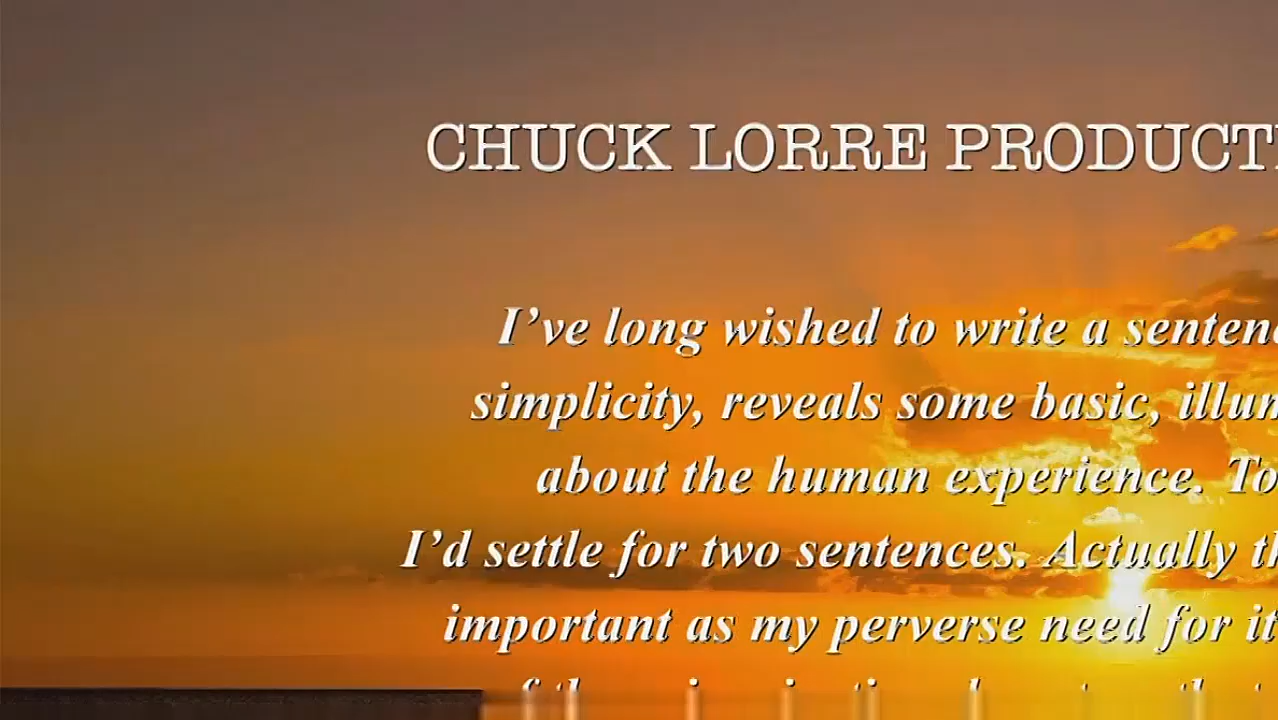 CHUCK LORRE PRODUCT
I’ve long wished to write a senten
simplicity, reveals some basic, illum
about the human experience. To
I’d settle for two sentences. Actually th
important as my perverse need for it